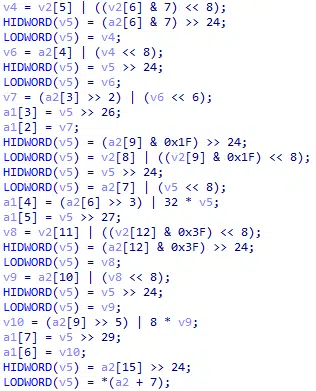 v4 = v2[5] | ((v2[6] & 7) << 8);
HIDWORD(v5) = (a2[6] & 7) >> 24;
LODWORD(v5) = v4;
v6 = a2[4] | (v4 << 8);
HIDWORD(v5) = v5 >> 24;
LODWORD(v5) = v6;
v7 = (a2[3] >> 2) | (v6 << 6);
a1[3] = v5 >> 26;
a1[2] = v7;
HIDWORD(v5) = (a2[9] & 0x1F) >> 24;
LODWORD(v5) = v2[8] | ((v2[9] & 0x1F) << 8);
HIDWORD(v5) = v5 >> 24;
LODWORD(v5) = a2[7] | (v5 << 8);
a1[4] = (a2[6] >> 3) | 32 * v5;
a1[5] = v5 >> 27;
v8 = v2[11] | ((v2[12] & 0x3F) << 8);
HIDWORD(v5) = (a2[12] & 0x3F) >> 24;
LODWORD(v5) = v8;
v9 = a2[10] | (v8 << 8);
HIDWORD(v5) = v5 >> 24;
LODWORD(v5) = v9;
v10 = (a2[9] >> 5) | 8 * v9;
a1[7] = v5 >> 29;
a1[6] = v10;
HIDWORD(v5) = a2[15] >> 24;
LODWORD(v5) = *(a2 + 7);